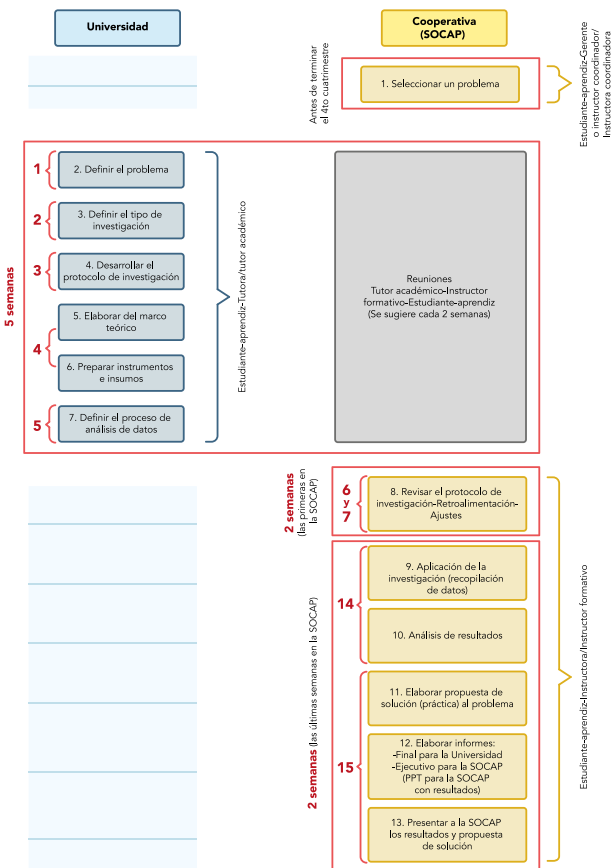 Universidad
Cooperativa
(SOCAP)
Antes de terminar
el 4to cuatrimestre
1. Seleccionar un problema
Estudiante-aprendiz-Gerente
o instructor coordinador/
Instructora coordinadora
5 semanas
1
2. Definir el problema
2
3. Definir el tipo de
investigación
3
4. Desarrollar el
protocolo de investigación
4
5. Elaborar del marco
teórico
6. Preparar instrumentos
e insumos
5
7. Definir el proceso de
análisis de datos
Estudiante-aprendiz-Tutora/tutor académico
Reuniones
Tutor académico-Instructor
formativo-Estudiante-aprendiz
(Se sugiere cada 2 semanas)
2 semanas
(las primeras en
la SOCAP)
6
y
7
8. Revisar el protocolo de
investigación-Retroalimentación-
Ajustes
2 semanas (las últimas semanas en la SOCAP)
14
9. Aplicación de la
investigación (recopilación
de datos)
10. Análisis de resultados
15
11. Elaborar propuesta de
solución (práctica) al problema
12. Elaborar informes:
-Final para la Universidad
-Ejecutivo para la SOCAP
(PPT para la SOCAP
con resultados)
13. Presentar a la SOCAP
los resultados y propuesta
de solución
Estudiante-aprendiz-Instructora/Instructor formativo